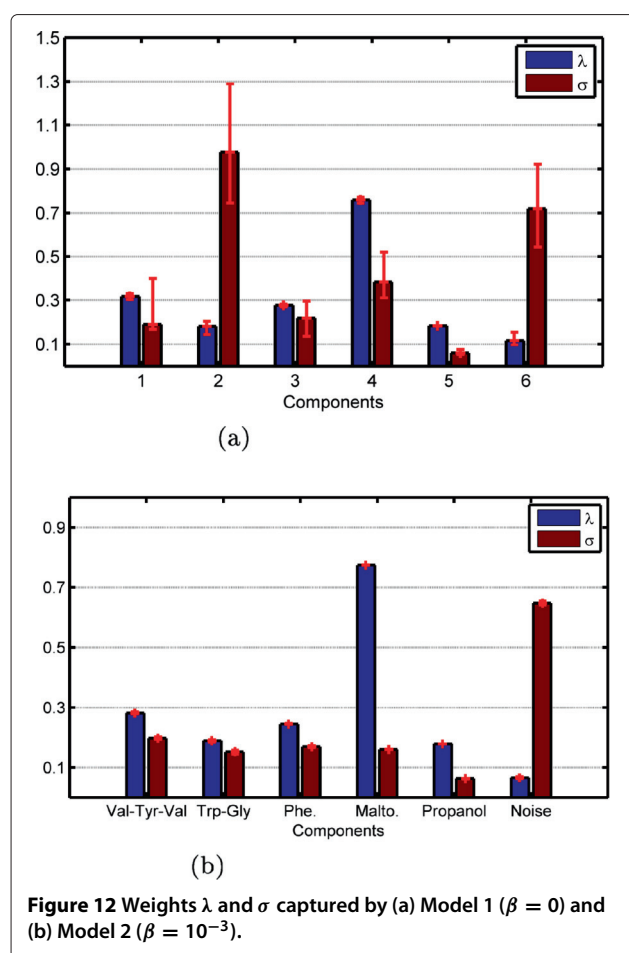 1.5
λ
σ
1.3
1.1
0.9
0.7
0.5
0.3
0.1
1 2 3 4 5 6
Components
(a)
λ
σ
0.9
0.7
0.5
0.3
0.1
Val-Tyr-Val Trp-Gly Phe. Malto. Propanol Noise
Components
(b)
Figure 12 Weights λ and σ captured by (a) Model 1 (β = 0) and
(b) Model 2 (β = 10⁻³).